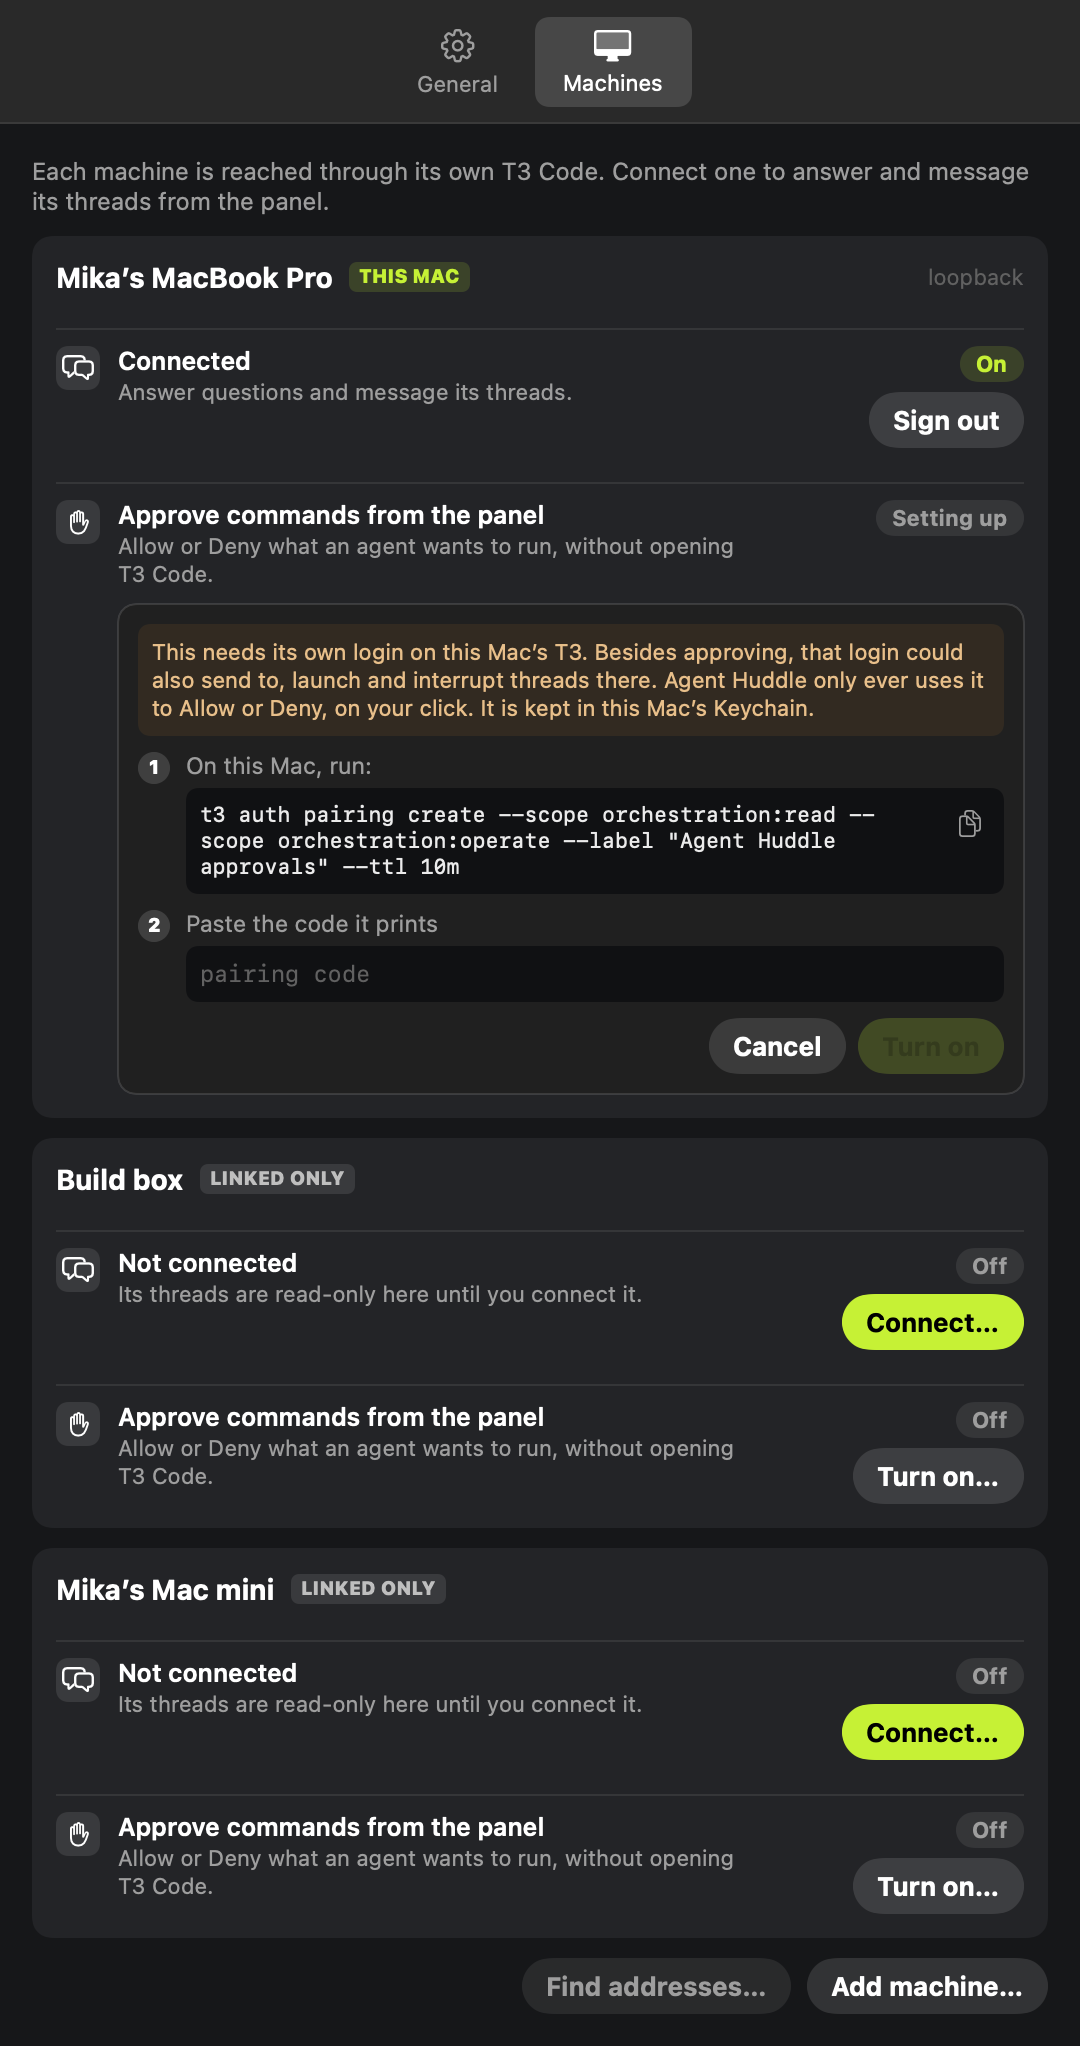 General
Machines
Each machine is reached through its own T3 Code. Connect one to answer and message
its threads from the panel.
Mika’s MacBook Pro THIS MAC loopback
Connected On
Answer questions and message its threads.
Sign out
Approve commands from the panel Setting up
Allow or Deny what an agent wants to run, without opening
T3 Code.
This needs its own login on this Mac’s T3. Besides approving, that login could
also send to, launch and interrupt threads there. Agent Huddle only ever uses it
to Allow or Deny, on your click. It is kept in this Mac’s Keychain.
1 On this Mac, run:
t3 auth pairing create --scope orchestration:read --
scope orchestration:operate --label "Agent Huddle
approvals" --ttl 10m
2 Paste the code it prints
pairing code
Cancel Turn on
Build box LINKED ONLY
Not connected Off
Its threads are read-only here until you connect it.
Connect...
Approve commands from the panel Off
Allow or Deny what an agent wants to run, without opening
T3 Code.
Turn on...
Mika’s Mac mini LINKED ONLY
Not connected Off
Its threads are read-only here until you connect it.
Connect...
Approve commands from the panel Off
Allow or Deny what an agent wants to run, without opening
T3 Code.
Turn on...
Find addresses... Add machine...